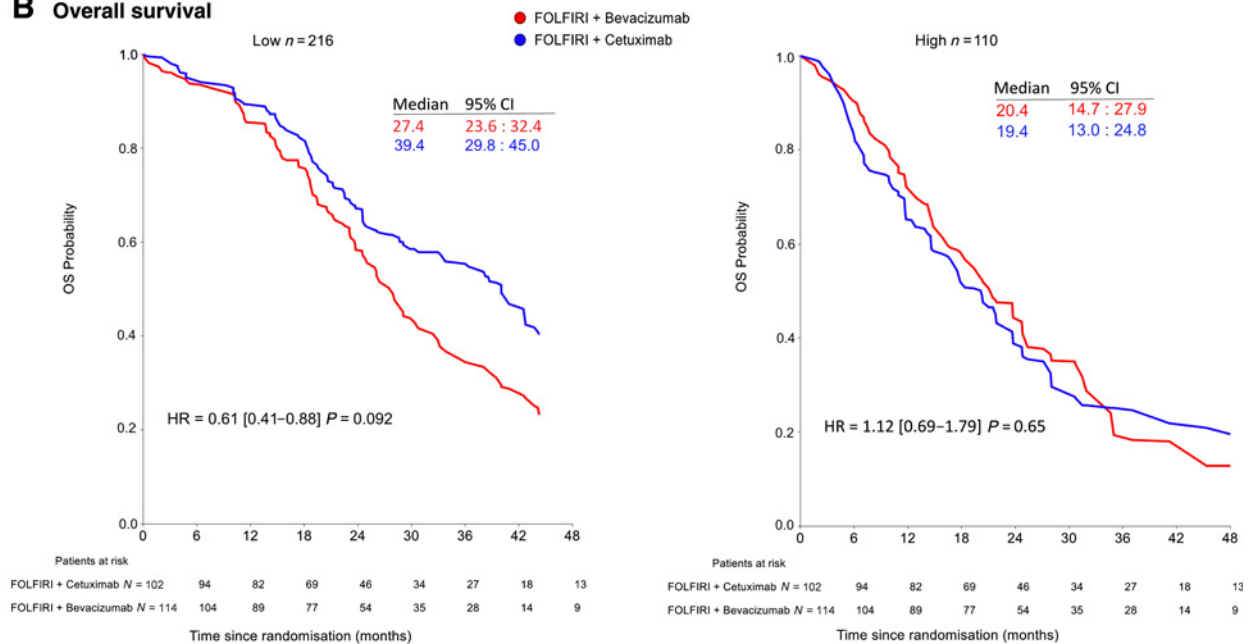 B Overall survival
FOLFIRI + Bevacizumab
FOLFIRI + Cetuximab
Low n = 216
Median 95% CI
27.4 23.6 : 32.4
39.4 29.8 : 45.0
OS Probability
1.0
0.8
0.6
0.4
0.2
0.0
HR = 0.61 [0.41–0.88] P = 0.092
0 6 12 18 24 30 36 42 48
Patients at risk
FOLFIRI + Cetuximab N = 102 94 82 69 46 34 27 18 13
FOLFIRI + Bevacizumab N = 114 104 89 77 54 35 28 14 9
Time since randomisation (months)
High n = 110
Median 95% CI
20.4 14.7 : 27.9
19.4 13.0 : 24.8
OS Probability
1.0
0.8
0.6
0.4
0.2
0.0
HR = 1.12 [0.69–1.79] P = 0.65
0 6 12 18 24 30 36 42 48
Patients at risk
FOLFIRI + Cetuximab N = 102 94 82 69 46 34 27 18 13
FOLFIRI + Bevacizumab N = 114 104 89 77 54 35 28 14 9
Time since randomisation (months)